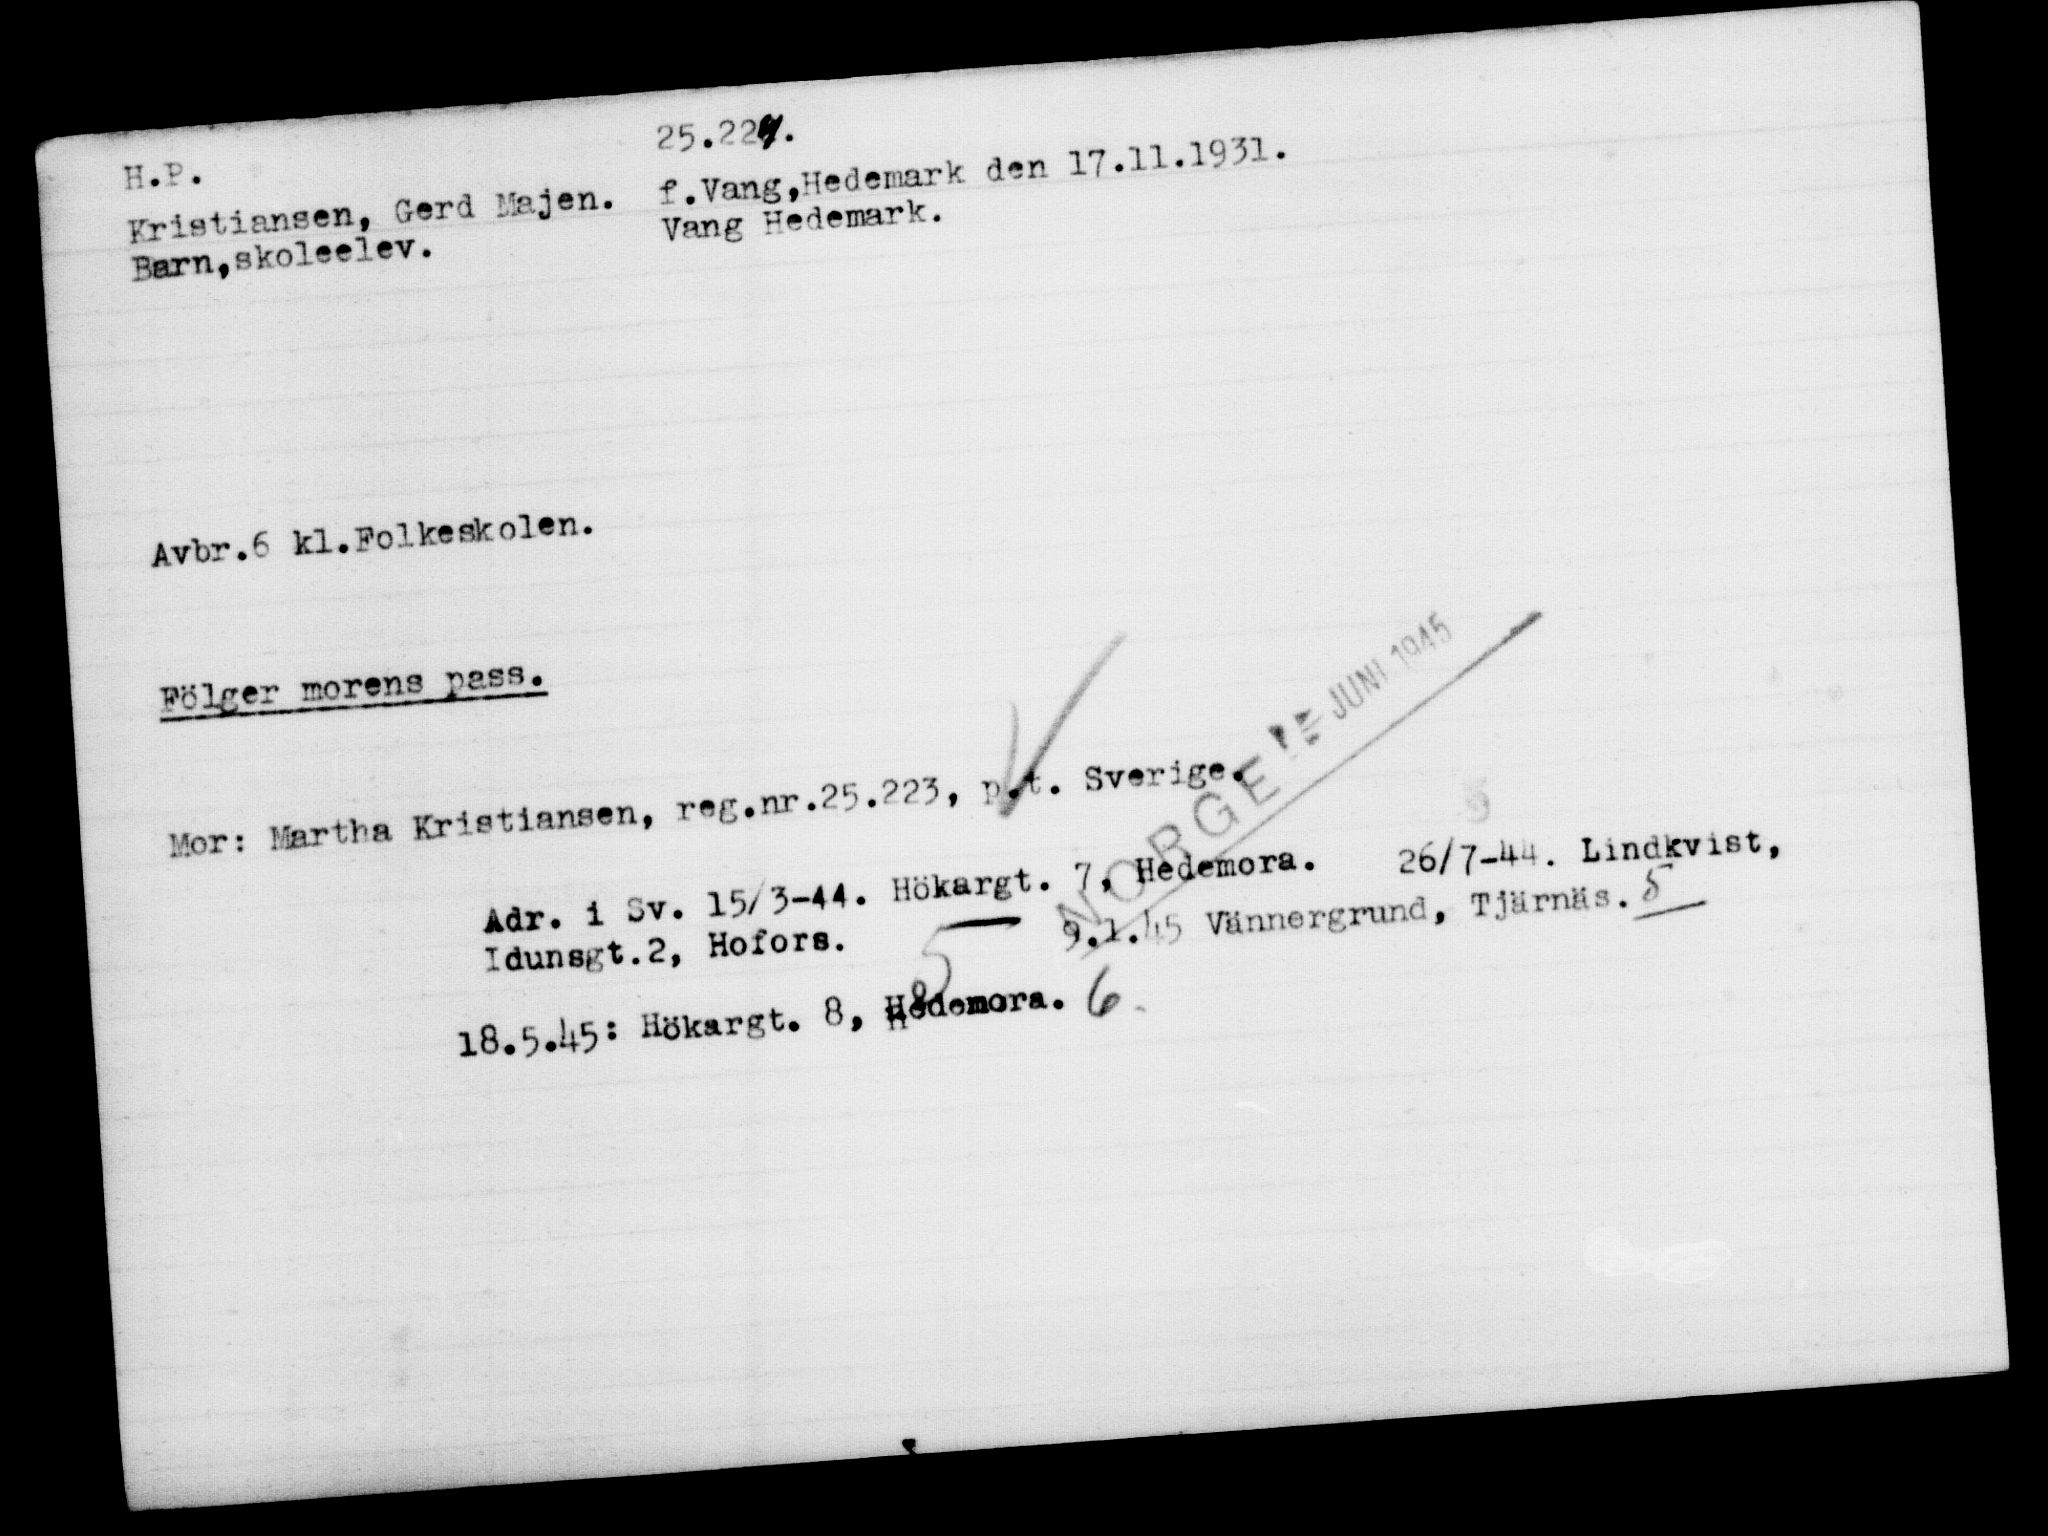 H.P.
25.224.
Kristiansen, Gerd Majen. f.Vang,Hedemark den 17.11.1931.
Barn,skoleelev. Vang Hedemark.
Avbr.6 kl.Folkeskolen.
Fölger morens pass.
Mor: Martha Kristiansen, reg.nr.25.223, p.t. Sverige.
NORGE JUNI 1945
Adr. i Sv. 15/3-44. Hökargt. 7, Hedemora. 26/7-44. Lindkvist,
Idunsgt.2, Hofors. 5 9.1.45 Vännergrund, Tjärnäs. 5
18.5.45: Hökargt. 8, Hedemora. 6